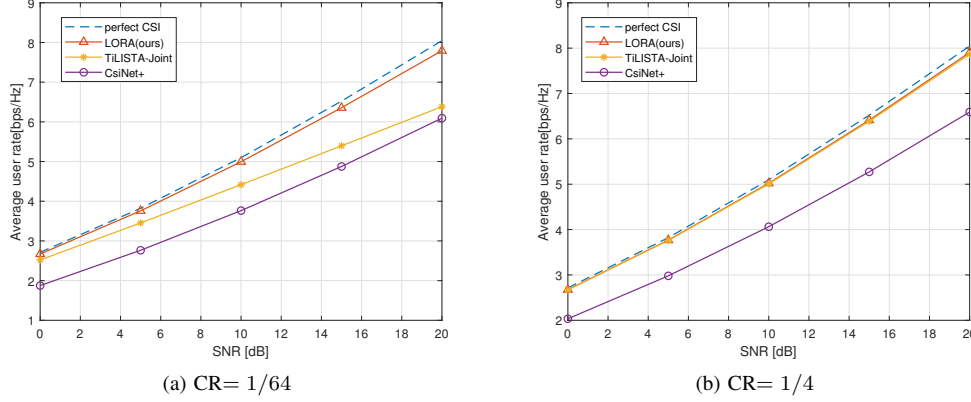 9
8
7
6
5
4
3
2
1
Average user rate[bps/Hz]
perfect CSI
LORA(ours)
TiLISTA-Joint
CsiNet+
0 2 4 6 8 10 12 14 16 18 20
SNR [dB]
(a) CR= 1/64
9
8
7
6
5
4
3
2
Average user rate[bps/Hz]
perfect CSI
LORA(ours)
TiLISTA-Joint
CsiNet+
0 2 4 6 8 10 12 14 16 18 20
SNR [dB]
(b) CR= 1/4